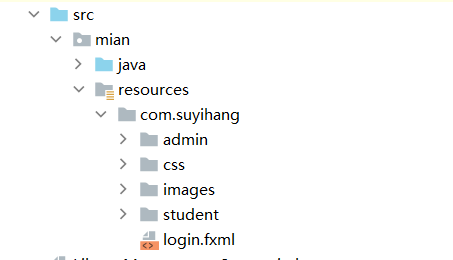 src
mian
java
resources
com.suyihang
admin
css
images
student
login.fxml